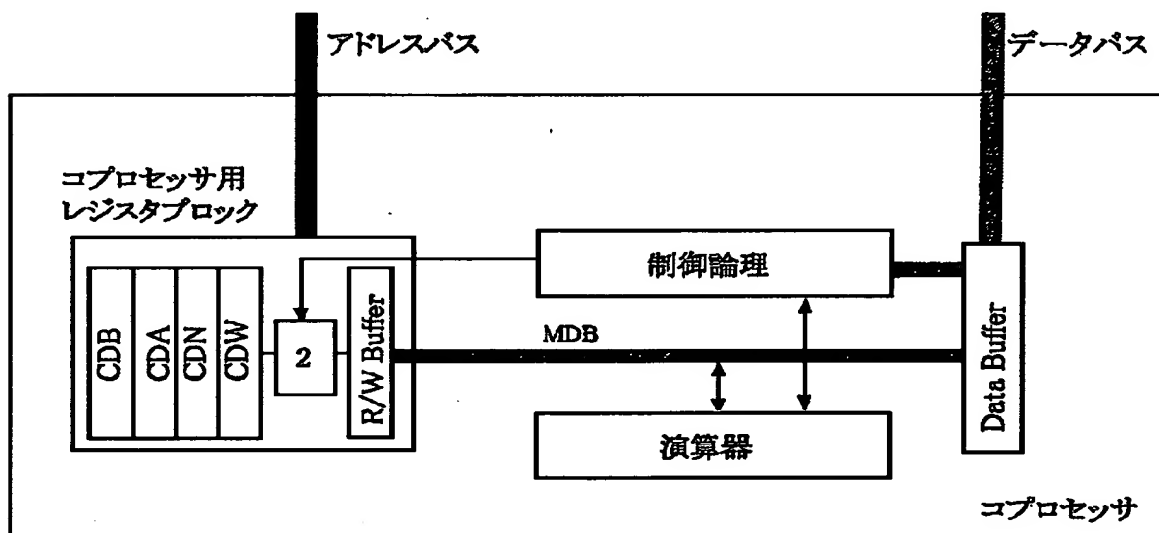 アドレスバス
データバス
コプロセッサ用
レジスタブロック
制御論理
CDB
CDA
CDN
CDW
2
R/W Buffer
MDB
Data Buffer
演算器
コプロセッサ